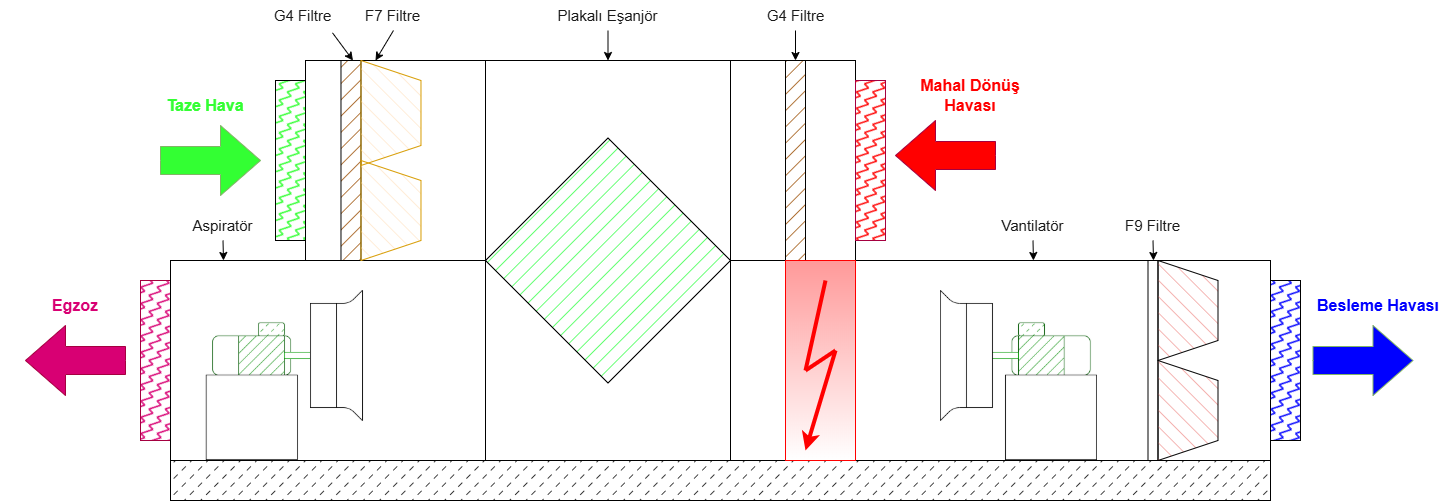 G4 Filtre
F7 Filtre
Plakalı Eşanjör
G4 Filtre
Taze Hava
Mahal Dönüş
Havası
Aspiratör
Vantilatör
F9 Filtre
Egzoz
Besleme Havası